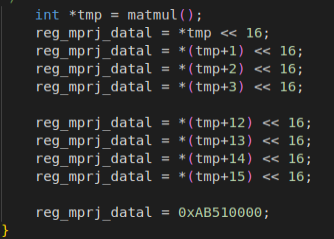 int *tmp = matmul();
reg_mprj_datal = *tmp << 16;
reg_mprj_datal = *(tmp+1) << 16;
reg_mprj_datal = *(tmp+2) << 16;
reg_mprj_datal = *(tmp+3) << 16;
reg_mprj_datal = *(tmp+12) << 16;
reg_mprj_datal = *(tmp+13) << 16;
reg_mprj_datal = *(tmp+14) << 16;
reg_mprj_datal = *(tmp+15) << 16;
reg_mprj_datal = 0xAB510000;
}